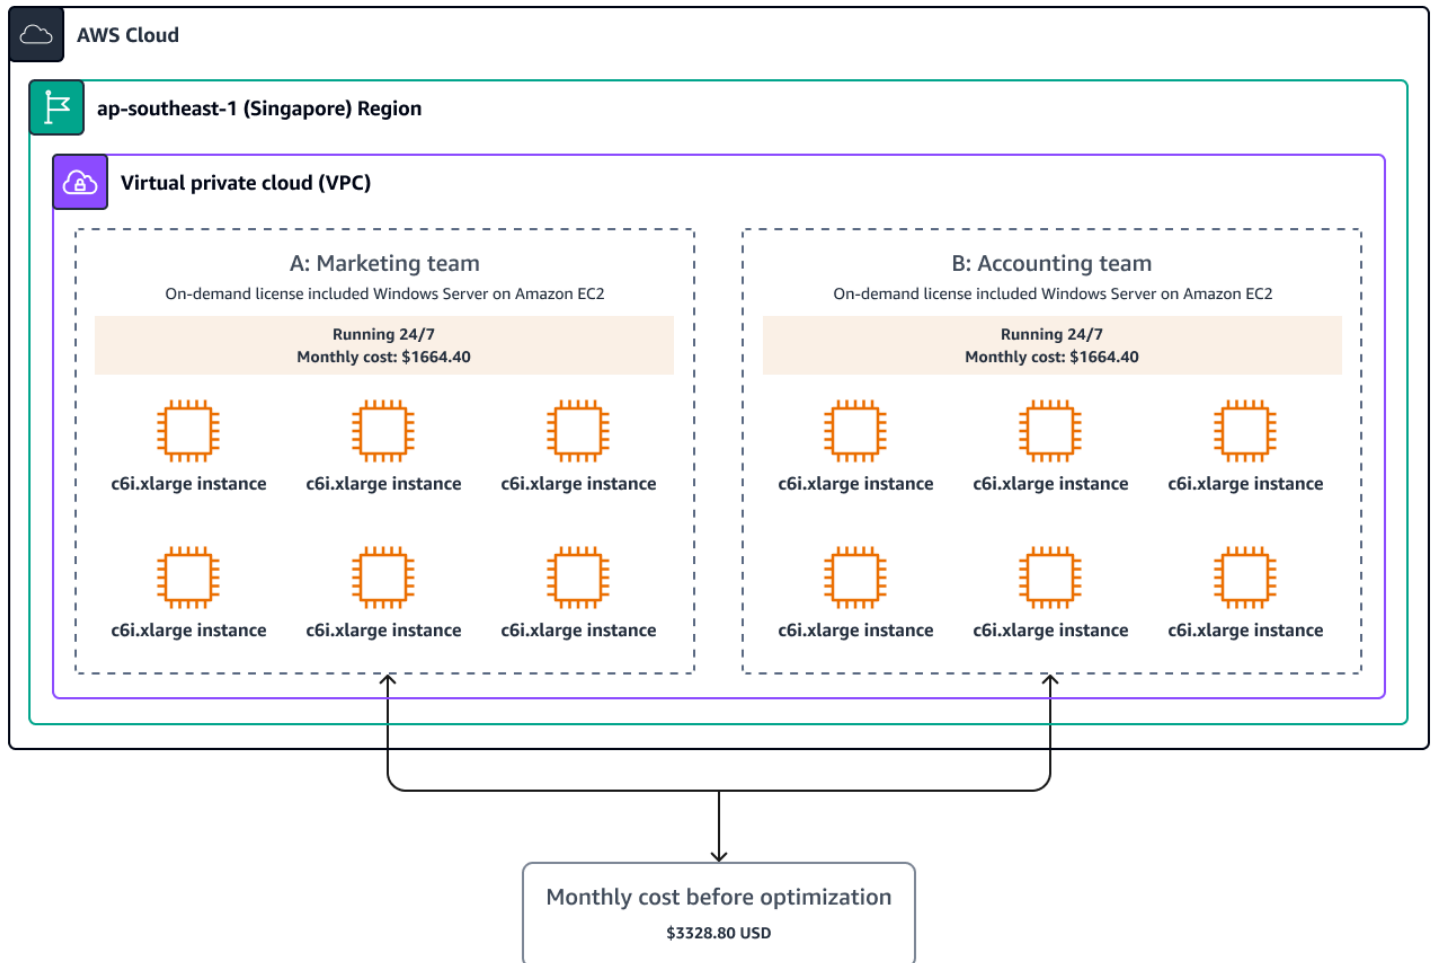 AWS Cloud
ap-southeast-1 (Singapore) Region
Virtual private cloud (VPC)
A: Marketing team
On-demand license included Windows Server on Amazon EC2
Running 24/7
Monthly cost: $1664.40
c6i.xlarge instance
c6i.xlarge instance
c6i.xlarge instance
c6i.xlarge instance
c6i.xlarge instance
c6i.xlarge instance
B: Accounting team
On-demand license included Windows Server on Amazon EC2
Running 24/7
Monthly cost: $1664.40
c6i.xlarge instance
c6i.xlarge instance
c6i.xlarge instance
c6i.xlarge instance
c6i.xlarge instance
c6i.xlarge instance
Monthly cost before optimization
$3328.80 USD